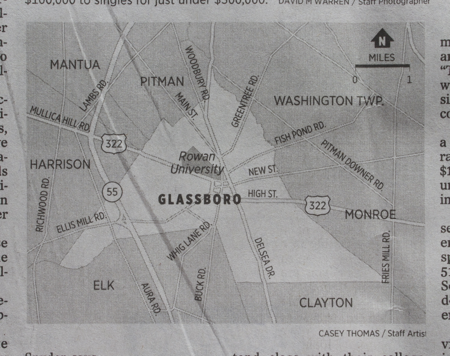 $100,000 to singles for just under $300,000.
DAVID M WARREN / Staff Photographer
N
MILES
0 1
MANTUA
PITMAN
WOODBURY RD.
LAMBS RD.
MAIN ST.
GREENTREE RD.
WASHINGTON TWP.
MULLICA HILL RD.
322
FISH POND RD.
PITMAN DOWNER RD.
Rowan
University
HARRISON
NEW ST.
55
HIGH ST.
GLASSBORO
322
RICHWOOD RD.
MONROE
ELLIS MILL RD.
WHIG LANE RD.
DELSEA DR.
FRIES MILL RD.
ELK
AURA RD.
BUCK RD.
CLAYTON
CASEY THOMAS / Staff Artist